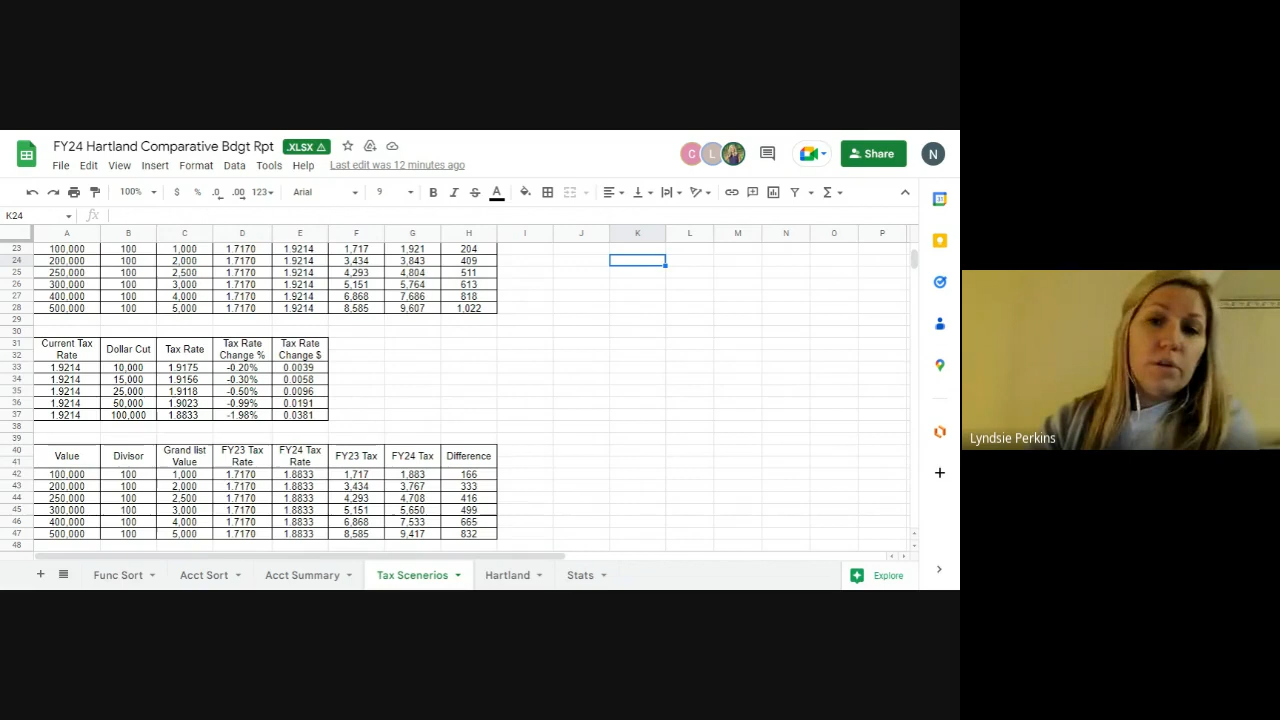 FY24 Hartland Comparative Bdgt Rpt .XLSX
File Edit View Insert Format Data Tools Help Last edit was 12 minutes ago
C L Share N
100% $ % .0 .00 123 Arial 9 B I S A
K24 fx
A B C D E F G H I J K L M N O P
23 100,000 100 1,000 1.7170 1.9214 1,717 1,921 204
24 200,000 100 2,000 1.7170 1.9214 3,434 3,843 409
25 250,000 100 2,500 1.7170 1.9214 4,293 4,804 511
26 300,000 100 3,000 1.7170 1.9214 5,151 5,764 613
27 400,000 100 4,000 1.7170 1.9214 6,868 7,686 818
28 500,000 100 5,000 1.7170 1.9214 8,585 9,607 1,022
29
30
31 Current Tax Dollar Cut Tax Rate Tax Rate Tax Rate
32 Rate Change % Change $
33 1.9214 10,000 1.9175 -0.20% 0.0039
34 1.9214 15,000 1.9156 -0.30% 0.0058
35 1.9214 25,000 1.9118 -0.50% 0.0096
36 1.9214 50,000 1.9023 -0.99% 0.0191
37 1.9214 100,000 1.8833 -1.98% 0.0381
38
39
40 Value Divisor Grand list FY23 Tax FY24 Tax FY23 Tax FY24 Tax Difference
41 Value Rate Rate
42 100,000 100 1,000 1.7170 1.8833 1,717 1,883 166
43 200,000 100 2,000 1.7170 1.8833 3,434 3,767 333
44 250,000 100 2,500 1.7170 1.8833 4,293 4,708 416
45 300,000 100 3,000 1.7170 1.8833 5,151 5,650 499
46 400,000 100 4,000 1.7170 1.8833 6,868 7,533 665
47 500,000 100 5,000 1.7170 1.8833 8,585 9,417 832
48
Func Sort Acct Sort Acct Summary Tax Scenerios Hartland Stats Explore
Lyndsie Perkins